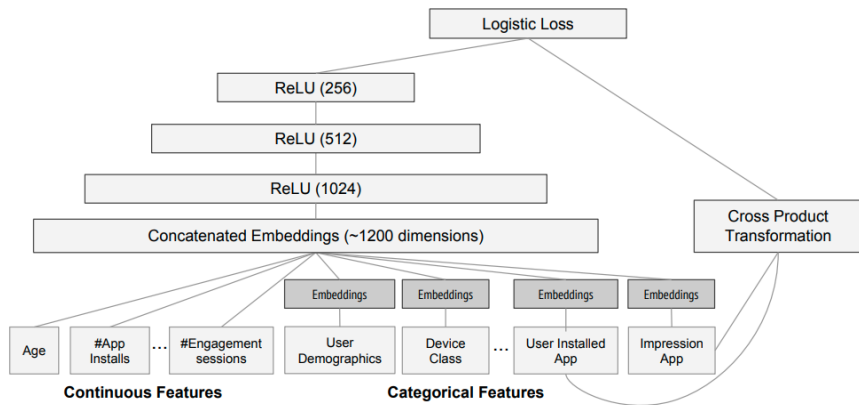 Logistic Loss
ReLU (256)
ReLU (512)
ReLU (1024)
Concatenated Embeddings (~1200 dimensions)
Cross Product
Transformation
Embeddings
Embeddings
Embeddings
Embeddings
Age
#App
Installs
...
#Engagement
sessions
User
Demographics
Device
Class
...
User Installed
App
Impression
App
Continuous Features
Categorical Features